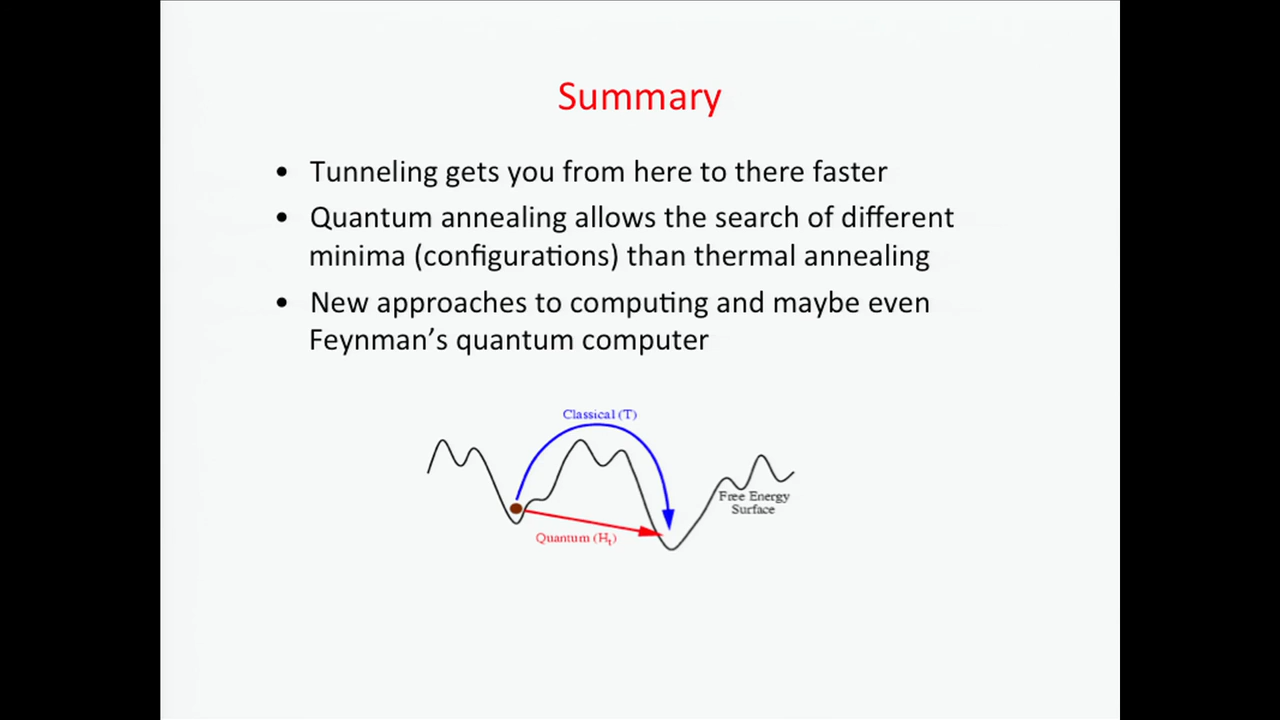 Summary
• Tunneling gets you from here to there faster
• Quantum annealing allows the search of different
minima (configurations) than thermal annealing
• New approaches to computing and maybe even
Feynman’s quantum computer
Classical (T)
Free Energy
Surface
Quantum (Ht)